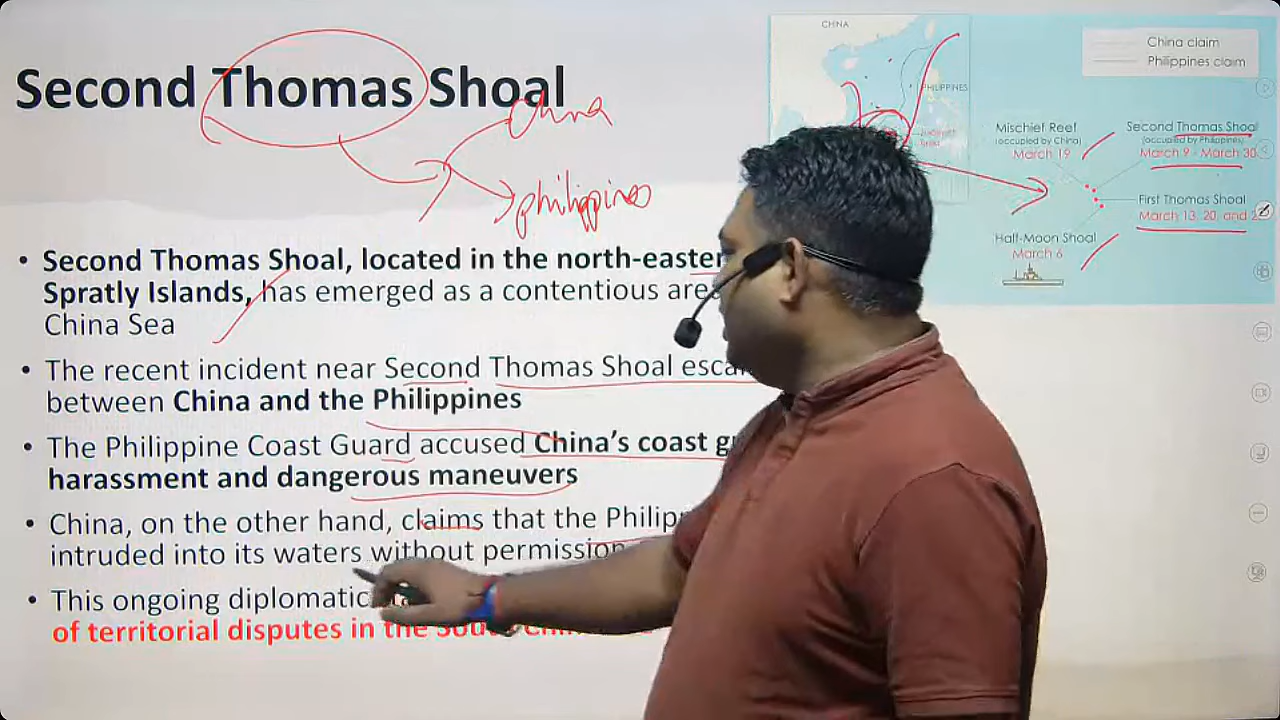 Second Thomas Shoal
China
philippines
• Second Thomas Shoal, located in the north-easter
Spratly Islands, has emerged as a contentious area
China Sea
• The recent incident near Second Thomas Shoal esca
between China and the Philippines
• The Philippine Coast Guard accused China's coast gu
harassment and dangerous maneuvers
• China, on the other hand, claims that the Philipp
intruded into its waters without permission
• This ongoing diplomatic
of territorial disputes in the South China
CHINA
PHILIPPINES
China claim
Philippines claim
Mischief Reef
(occupied by China)
March 19
Second Thomas Shoal
(occupied by Philippines)
March 9 - March 30
First Thomas Shoal
March 13, 20, and 2
Half-Moon Shoal
March 6